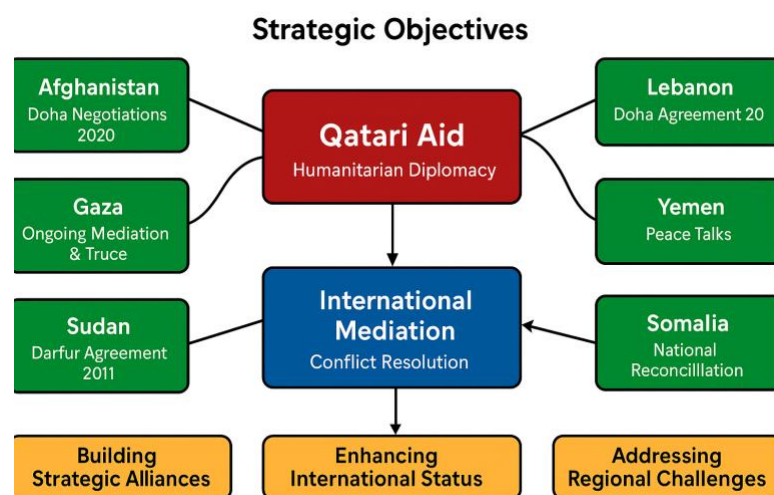 Strategic Objectives
Afghanistan
Doha Negotiations
2020
Qatari Aid
Humanitarian Diplomacy
Lebanon
Doha Agreement 20
Gaza
Ongoing Mediation
& Truce
Yemen
Peace Talks
International
Mediation
Conflict Resolution
Sudan
Darfur Agreement
2011
Somalia
National
Reconcilllation
Building
Strategic Alliances
Enhancing
International Status
Addressing
Regional Challenges